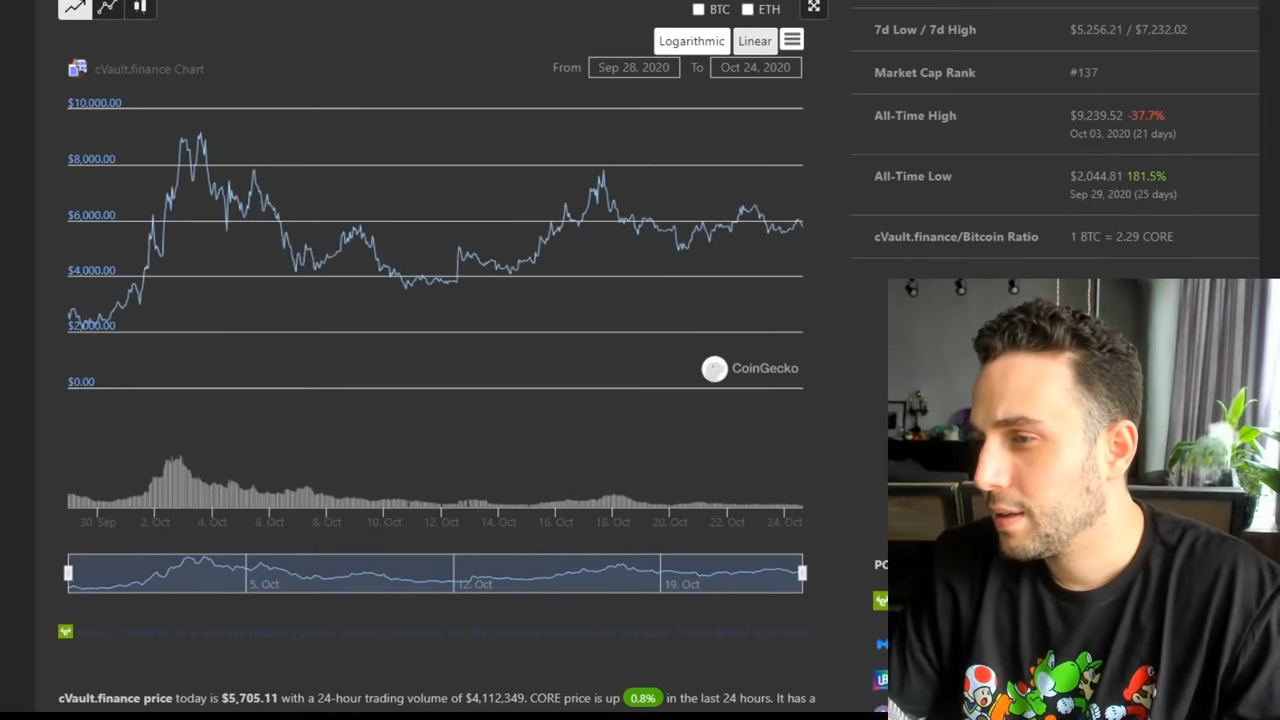 BTC ETH
Logarithmic Linear
cVault.finance Chart From Sep 28, 2020 To Oct 24, 2020
$10,000.00
$8,000.00
$6,000.00
$4,000.00
$2,000.00
$0.00
CoinGecko
30. Sep 2. Oct 4. Oct 6. Oct 8. Oct 10. Oct 12. Oct 14. Oct 16. Oct 18. Oct 20. Oct 22. Oct 24. Oct
5. Oct 12. Oct 19. Oct
cVault.finance price today is $5,705.11 with a 24-hour trading volume of $4,112,349. CORE price is up 0.8% in the last 24 hours. It has a
7d Low / 7d High $5,256.21 / $7,232.02
Market Cap Rank #137
All-Time High $9,239.52 -37.7%
Oct 03, 2020 (21 days)
All-Time Low $2,044.81 181.5%
Sep 29, 2020 (25 days)
cVault.finance/Bitcoin Ratio 1 BTC = 2.29 CORE